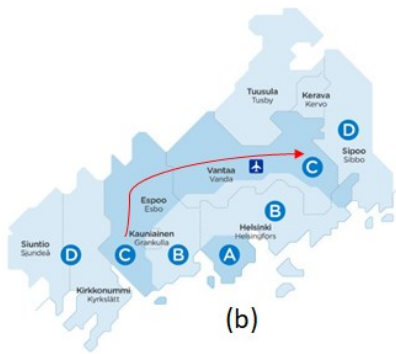 Tuusula
Tusby
Kerava
Kervo
D
Sipoo
Sibbo
Vantaa
Vanda
C
Espoo
Esbo
B
Helsinki
Helsingfors
Kauniainen
Grankulla
Siuntio
Sjundeå
D
C
B
A
Kirkkonummi
Kyrkslätt
(b)